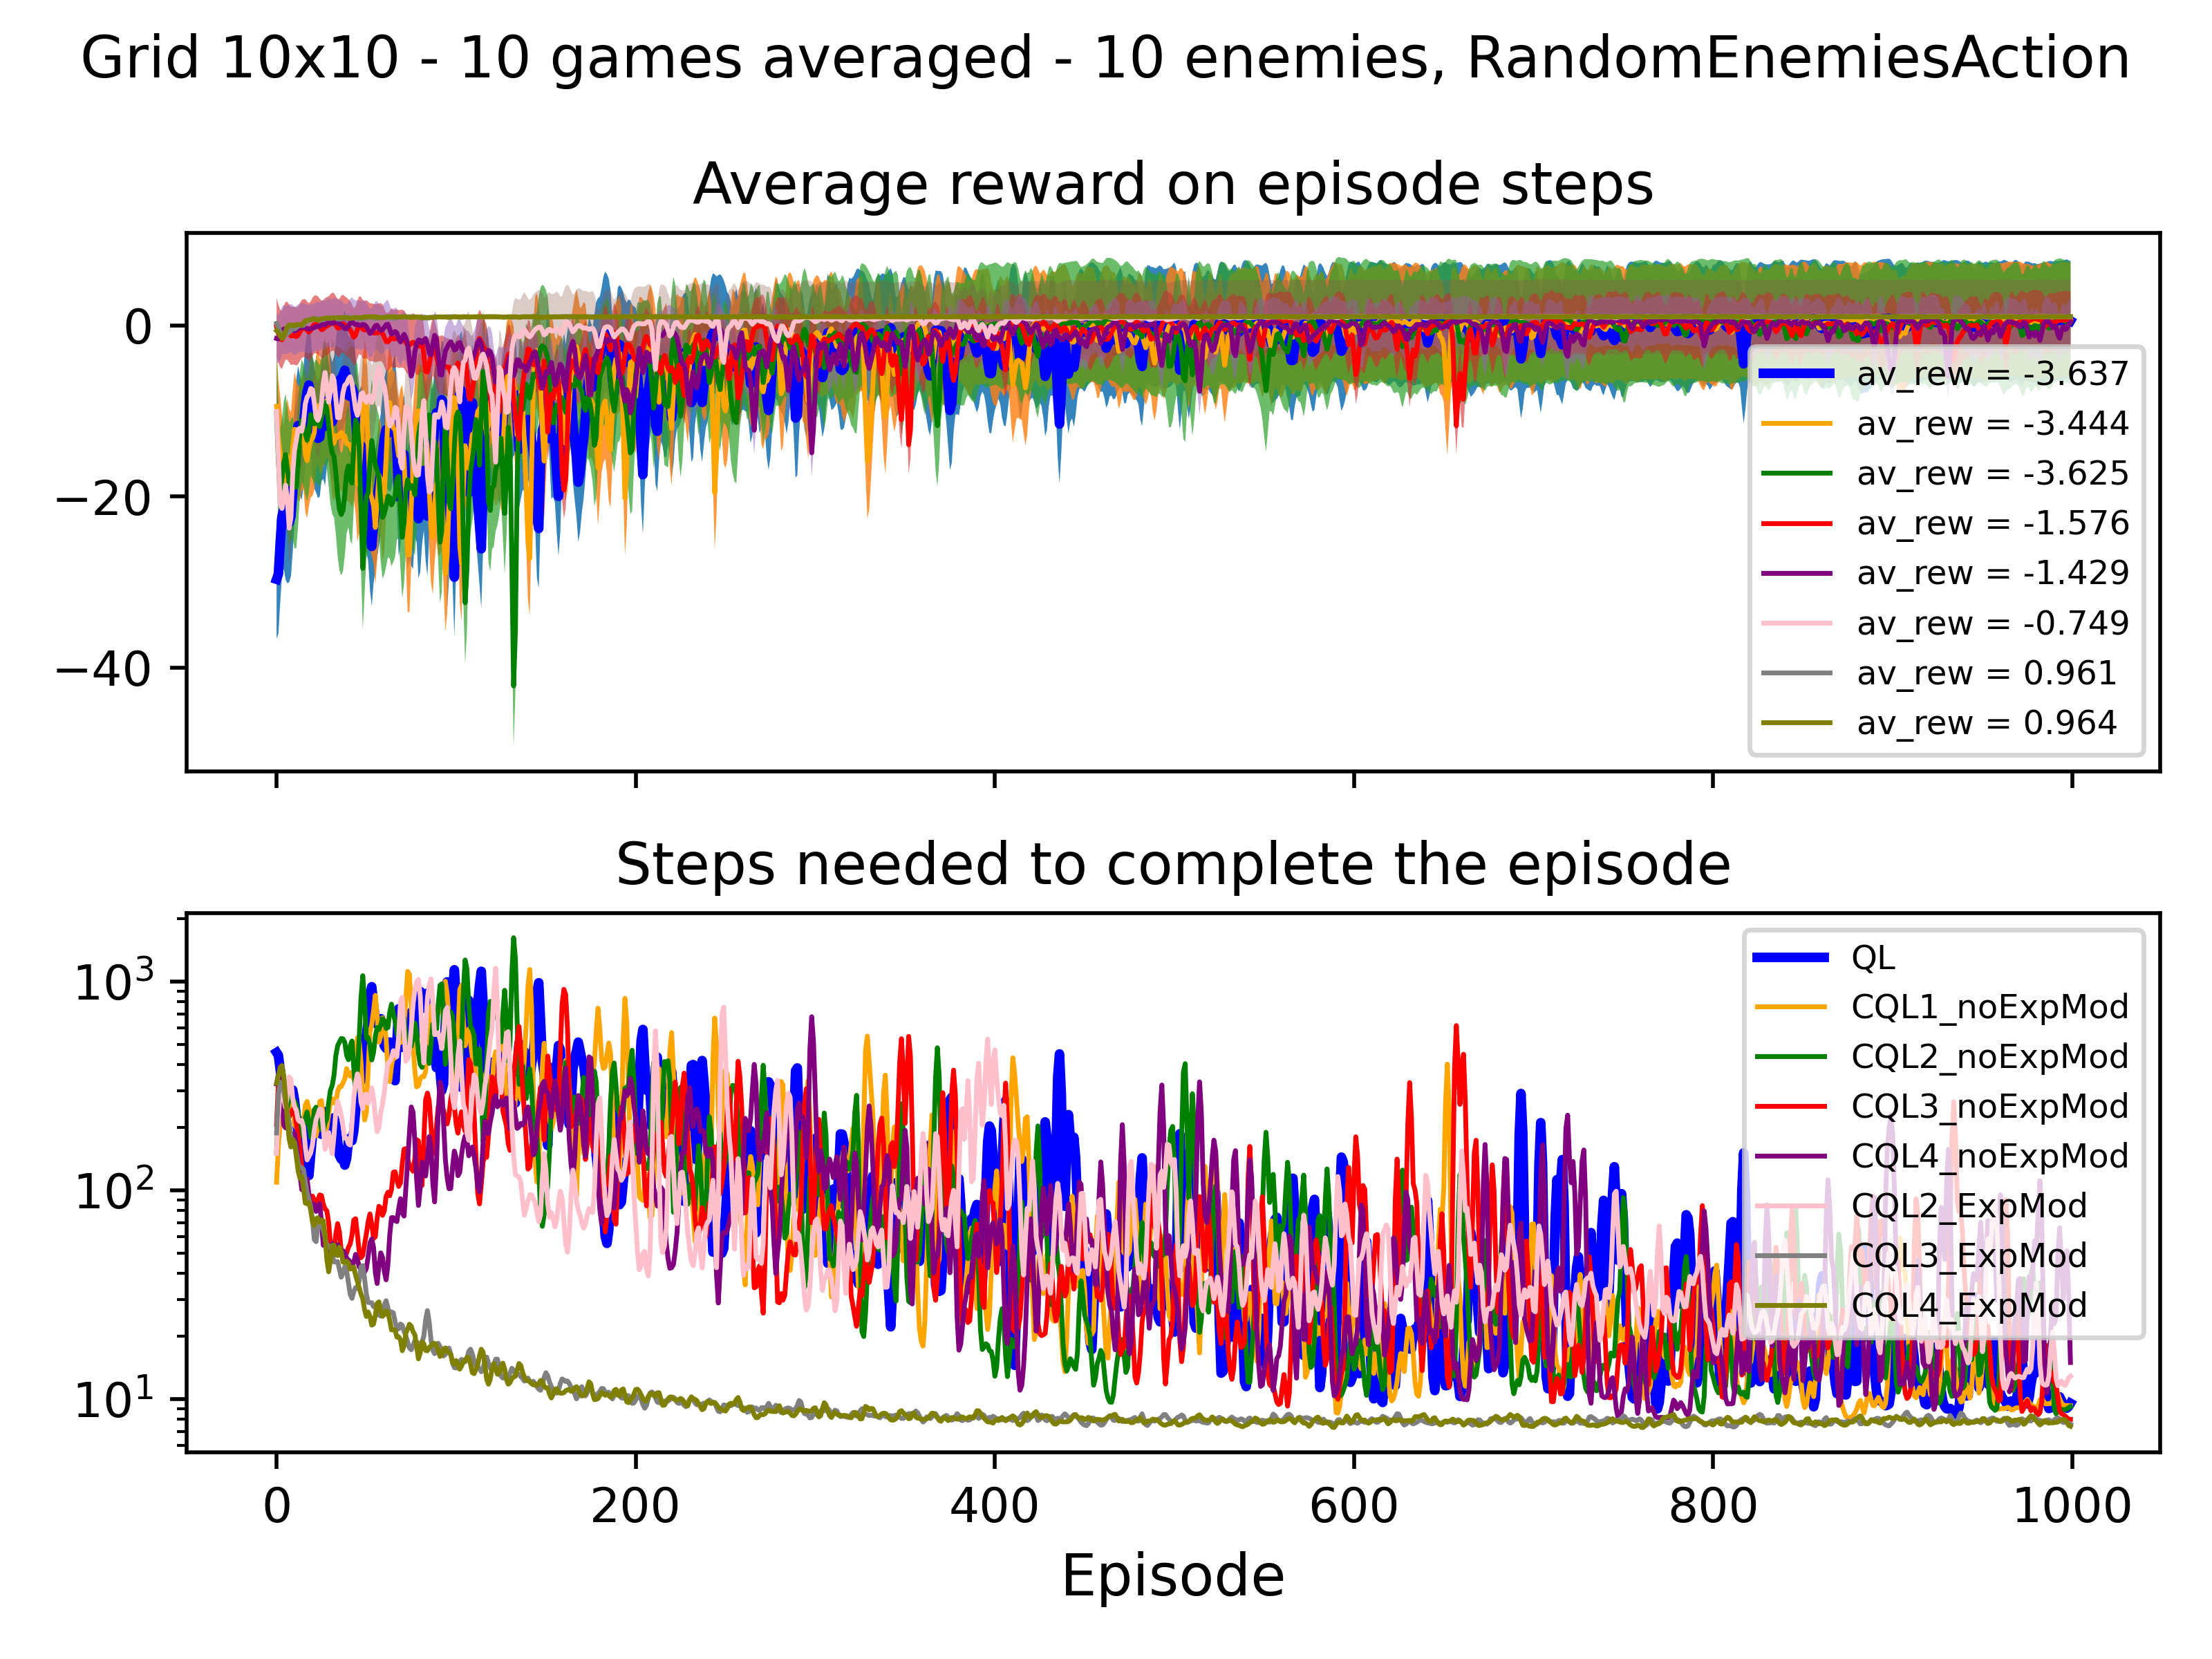 Grid 10x10 - 10 games averaged - 10 enemies, RandomEnemiesAction
Average reward on episode steps
0
−20
−40
av_rew = -3.637
av_rew = -3.444
av_rew = -3.625
av_rew = -1.576
av_rew = -1.429
av_rew = -0.749
av_rew = 0.961
av_rew = 0.964
Steps needed to complete the episode
10³
10²
10¹
QL
CQL1_noExpMod
CQL2_noExpMod
CQL3_noExpMod
CQL4_noExpMod
CQL2_ExpMod
CQL3_ExpMod
CQL4_ExpMod
0 200 400 600 800 1000
Episode